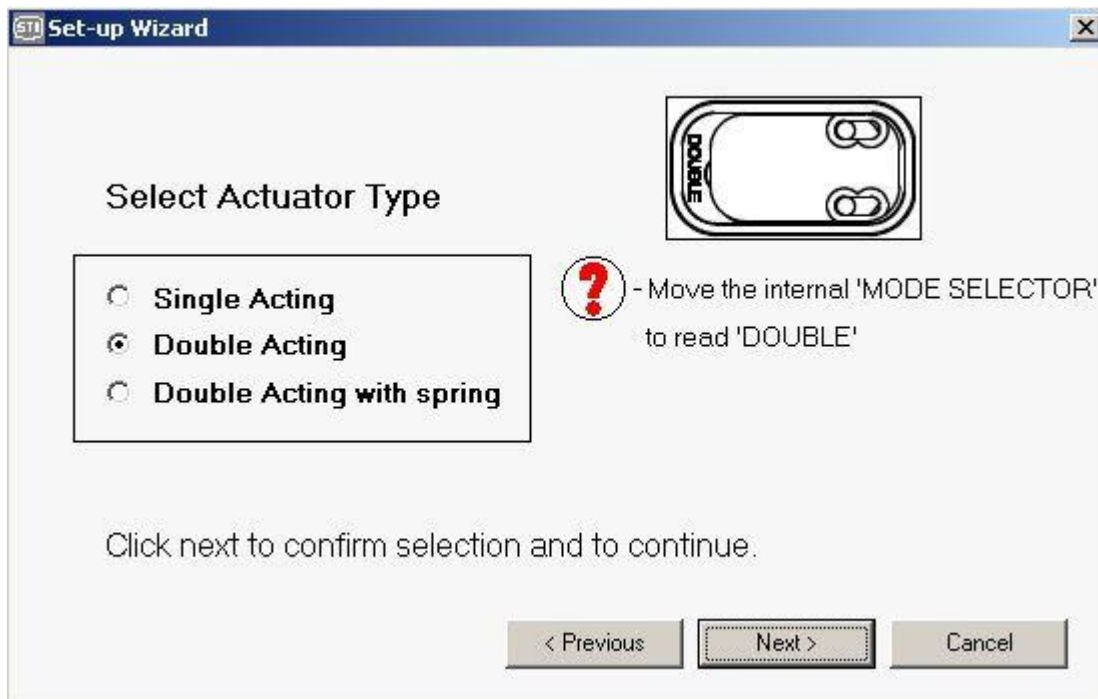 STI Set-up Wizard
DOUBLE
Select Actuator Type
Single Acting
Double Acting
Double Acting with spring
? - Move the internal 'MODE SELECTOR'
to read 'DOUBLE'
Click next to confirm selection and to continue.
< Previous Next > Cancel